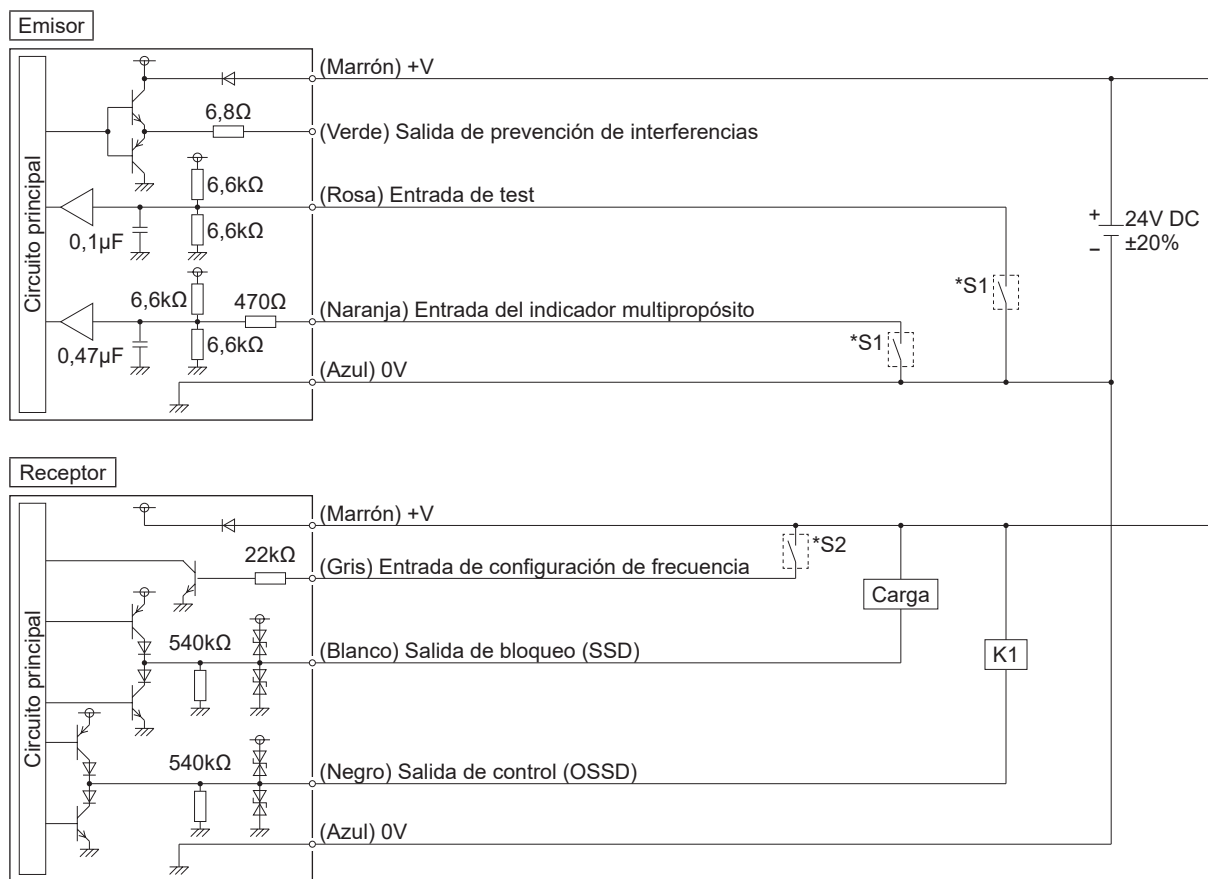 Emisor
Circuito principal
(Marrón) +V
6,8Ω
(Verde) Salida de prevención de interferencias
6,6kΩ
(Rosa) Entrada de test
0,1µF
6,6kΩ
24V DC
±20%
+
−
*S1
6,6kΩ
470Ω
(Naranja) Entrada del indicador multipropósito
0,47µF
6,6kΩ
*S1
(Azul) 0V
Receptor
Circuito principal
(Marrón) +V
*S2
22kΩ
(Gris) Entrada de configuración de frecuencia
Carga
540kΩ
(Blanco) Salida de bloqueo (SSD)
K1
540kΩ
(Negro) Salida de control (OSSD)
(Azul) 0V